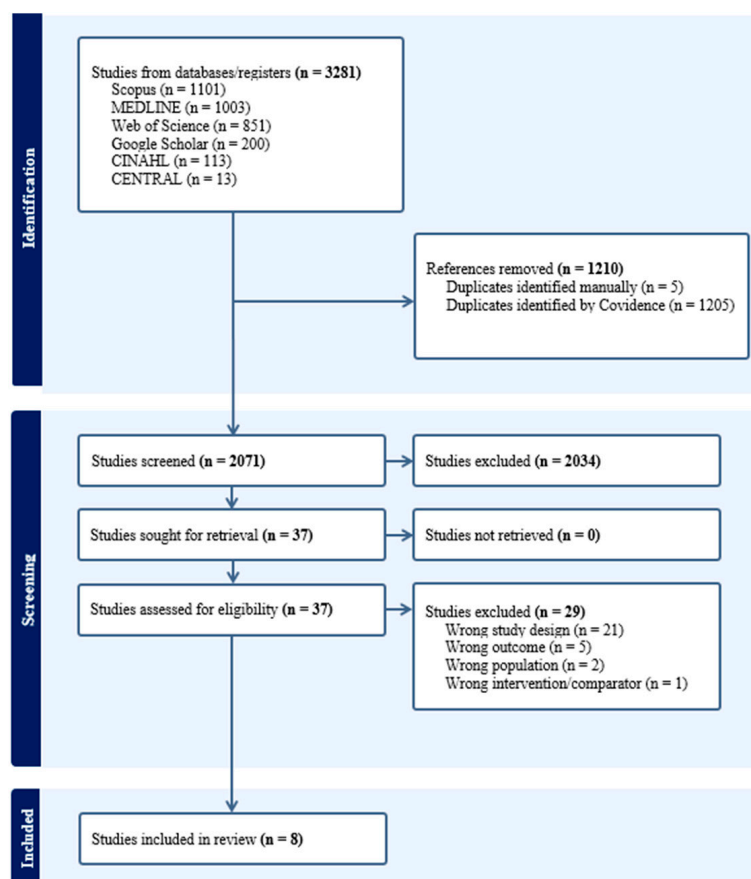 Identification
Studies from databases/registers (n = 3281)
Scopus (n = 1101)
MEDLINE (n = 1003)
Web of Science (n = 851)
Google Scholar (n = 200)
CINAHL (n = 113)
CENTRAL (n = 13)
References removed (n = 1210)
Duplicates identified manually (n = 5)
Duplicates identified by Covidence (n = 1205)
Screening
Studies screened (n = 2071)
Studies excluded (n = 2034)
Studies sought for retrieval (n = 37)
Studies not retrieved (n = 0)
Studies assessed for eligibility (n = 37)
Studies excluded (n = 29)
Wrong study design (n = 21)
Wrong outcome (n = 5)
Wrong population (n = 2)
Wrong intervention/comparator (n = 1)
Included
Studies included in review (n = 8)